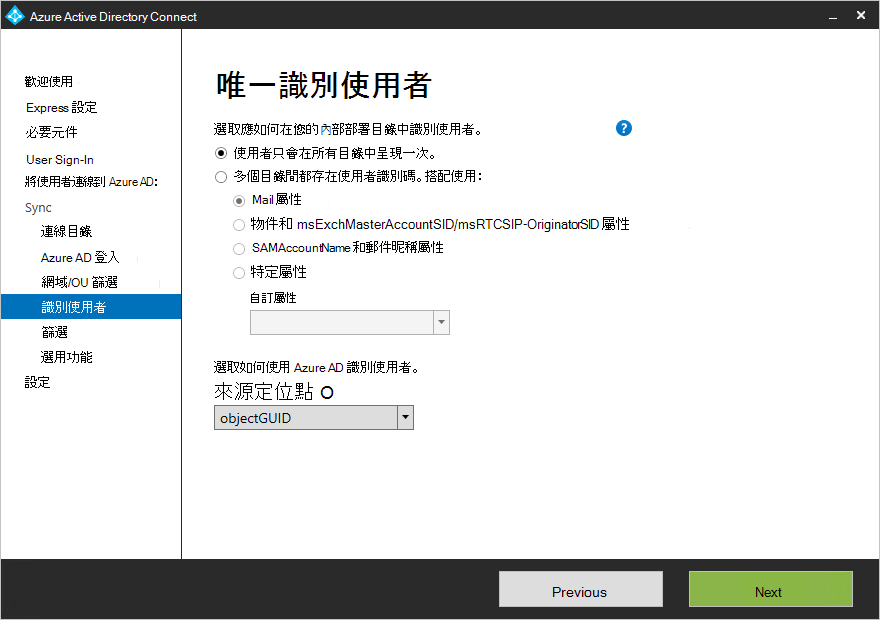 Azure Active Directory Connect
歡迎使用
Express 設定
必要元件
User Sign-In
將使用者連線到 Azure AD:
Sync
連線目錄
Azure AD 登入
網域/OU 篩選
識別使用者
篩選
選用功能
設定
唯一識別使用者
選取應如何在您的內部部署目錄中識別使用者。
?
使用者只會在所有目錄中呈現一次。
多個目錄間都存在使用者識別碼。搭配使用:
Mail 屬性
物件和 msExchMasterAccountSID/msRTCSIP-OriginatorSID 屬性
SAMAccountName 和郵件昵稱屬性
特定屬性
自訂屬性
選取如何使用 Azure AD 識別使用者。
來源定位點 O
objectGUID
Previous
Next